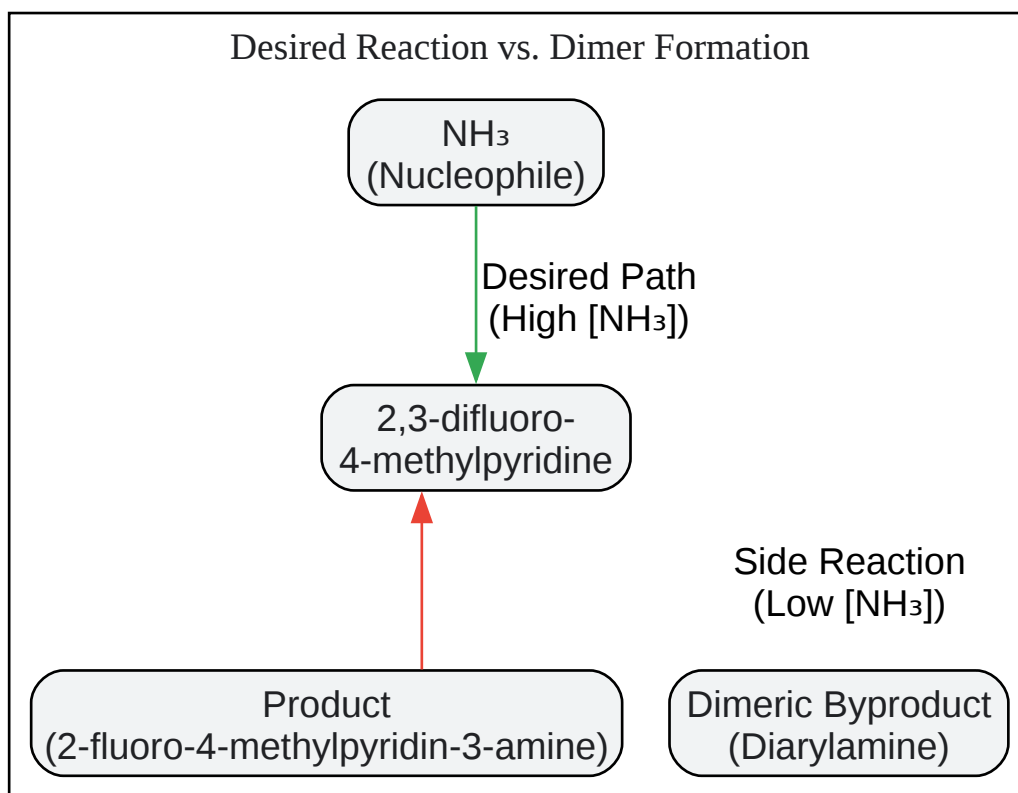 Desired Reaction vs. Dimer Formation
NH₃
(Nucleophile)
Desired Path
(High [NH₃])
2,3-difluoro-
4-methylpyridine
Side Reaction
(Low [NH₃])
Product
(2-fluoro-4-methylpyridin-3-amine)
Dimeric Byproduct
(Diarylamine)